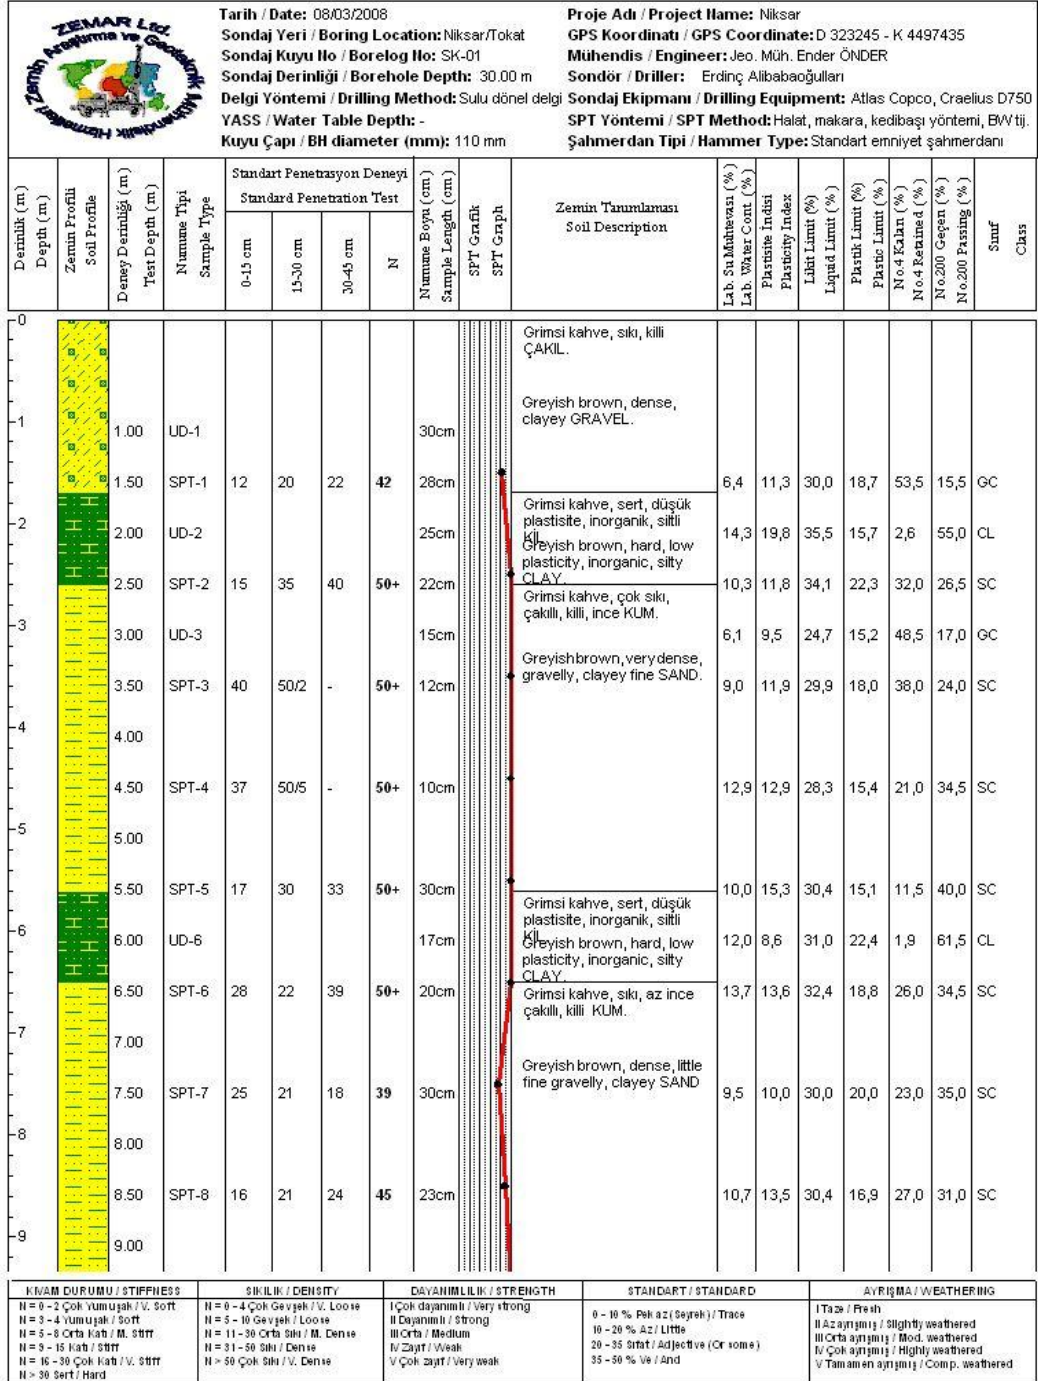 ZEMAR Ltd.
Zemin Araştırma ve Geoteknik Mühendislik Hizmetleri
Tarih / Date: 08/03/2008
Sondaj Yeri / Boring Location: Niksar/Tokat
Sondaj Kuyu No / Borelog No: SK-01
Sondaj Derinliği / Borehole Depth: 30.00 m
Delgi Yöntemi / Drilling Method: Sulu dönel delgi
YASS / Water Table Depth: -
Kuyu Çapı / BH diameter (mm): 110 mm
Proje Adı / Project Name: Niksar
GPS Koordinatı / GPS Coordinate: D 323245 - K 4497435
Mühendis / Engineer: Jeo. Müh. Ender ÖNDER
Sondör / Driller: Erdinç Alibabaoğulları
Sondaj Ekipmanı / Drilling Equipment: Atlas Copco, Craelius D750
SPT Yöntemi / SPT Method: Halat, makara, kedibaşı yöntemi, BW tij.
Şahmerdan Tipi / Hammer Type: Standart emniyet şahmerdanı
Derinlik ( m )
Depth ( m )
Zemin Profili
Soil Profile
Deney Derinliği ( m )
Test Depth ( m )
Numune Tipi
Sample Type
Standart Penetrasyon Deneyi
Standard Penetration Test
0-15 cm
15-30 cm
30-45 cm
N
Numune Boyu ( cm )
Sample Length ( cm )
SPT Grafik
SPT Graph
Zemin Tanımlaması
Soil Description
Lab. Su Muhtevası ( % )
Lab. Water Cont. ( % )
Plastisite İndisi
Plasticity Index
Likit Limit (%)
Liquid Limit ( % )
Plastik Limit (%)
Plastic Limit ( % )
No.4 Kalan ( % )
No.4 Retained ( % )
No.200 Geçen ( % )
No.200 Passing ( % )
Sınıf
Class
0
Grimsi kahve, sıkı, killi
ÇAKIL.
Greyish brown, dense,
clayey GRAVEL.
1
1.00 UD-1 30cm
1.50 SPT-1 12 20 22 42 28cm 6,4 11,3 30,0 18,7 53,5 15,5 GC
Grimsi kahve, sert, düşük
plastisite, inorganik, siltli
KİL.
2
2.00 UD-2 25cm 14,3 19,8 35,5 15,7 2,6 55,0 CL
Greyish brown, hard, low
plasticity, inorganic, silty
CLAY.
2.50 SPT-2 15 35 40 50+ 22cm 10,3 11,8 34,1 22,3 32,0 26,5 SC
Grimsi kahve, çok sıkı,
çakıllı, killi, ince KUM.
3
3.00 UD-3 15cm 6,1 9,5 24,7 15,2 48,5 17,0 GC
Greyish brown, very dense,
gravelly, clayey fine SAND.
3.50 SPT-3 40 50/2 - 50+ 12cm 9,0 11,9 29,9 18,0 38,0 24,0 SC
4
4.00
4.50 SPT-4 37 50/5 - 50+ 10cm 12,9 12,9 28,3 15,4 21,0 34,5 SC
5
5.00
5.50 SPT-5 17 30 33 50+ 30cm 10,0 15,3 30,4 15,1 11,5 40,0 SC
Grimsi kahve, sert, düşük
plastisite, inorganik, siltli
KİL.
6
6.00 UD-6 17cm 12,0 8,6 31,0 22,4 1,9 61,5 CL
Greyish brown, hard, low
plasticity, inorganic, silty
CLAY.
6.50 SPT-6 28 22 39 50+ 20cm 13,7 13,6 32,4 18,8 26,0 34,5 SC
Grimsi kahve, sıkı, az ince
çakıllı, killi KUM.
7
7.00
Greyish brown, dense, little
fine gravelly, clayey SAND
7.50 SPT-7 25 21 18 39 30cm 9,5 10,0 30,0 20,0 23,0 35,0 SC
8
8.00
8.50 SPT-8 16 21 24 45 23cm 10,7 13,5 30,4 16,9 27,0 31,0 SC
9
9.00
KIVAM DURUMU / STIFFNESS
N = 0 - 2 Çok Yumuşak / V. Soft
N = 3 - 4 Yumuşak / Soft
N = 5 - 8 Orta Katı / M. Stiff
N = 9 - 15 Katı / Stiff
N = 16 - 30 Çok Katı / V. Stiff
N > 30 Sert / Hard
SIKILIK / DENSITY
N = 0 - 4 Çok Gevşek / V. Loose
N = 5 - 10 Gevşek / Loose
N = 11 - 30 Orta Sıkı / M. Dense
N = 31 - 50 Sıkı / Dense
N > 50 Çok Sıkı / V. Dense
DAYANIMLILIK / STRENGTH
I Çok dayanımlı / Very strong
II Dayanımlı / Strong
III Orta / Medium
IV Zayıf / Weak
V Çok zayıf / Very weak
STANDART / STANDARD
0 - 10 % Pek az (Seyrek) / Trace
10 - 20 % Az / Little
20 - 35 Sıfat / Adjective (Or some)
35 - 50 % Ve / And
AYRIŞMA / WEATHERING
I Taze / Fresh
II Az ayrışmış / Slightly weathered
III Orta ayrışmış / Mod. weathered
IV Çok ayrışmış / Highly weathered
V Tamamen ayrışmış / Comp. weathered